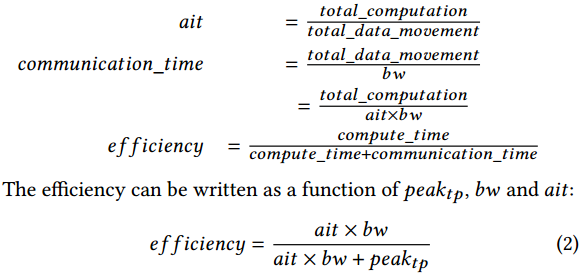 ait = total_computation / total_data_movement
communication_time = total_data_movement / bw
= total_computation / ait×bw
efficiency = compute_time / compute_time+communication_time
The efficiency can be written as a function of peak_tp, bw and ait:
efficiency = ait × bw / ait × bw + peak_tp (2)